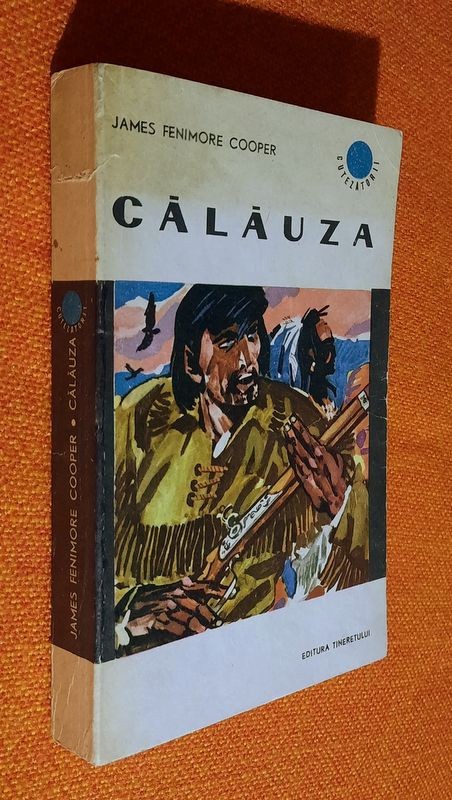 JAMES FENIMORE COOPER
CUTEZĂTORII
CĂLĂUZA
EDITURA TINERETULUI
CUTEZĂTORII
JAMES FENIMORE COOPER • CĂLĂUZA